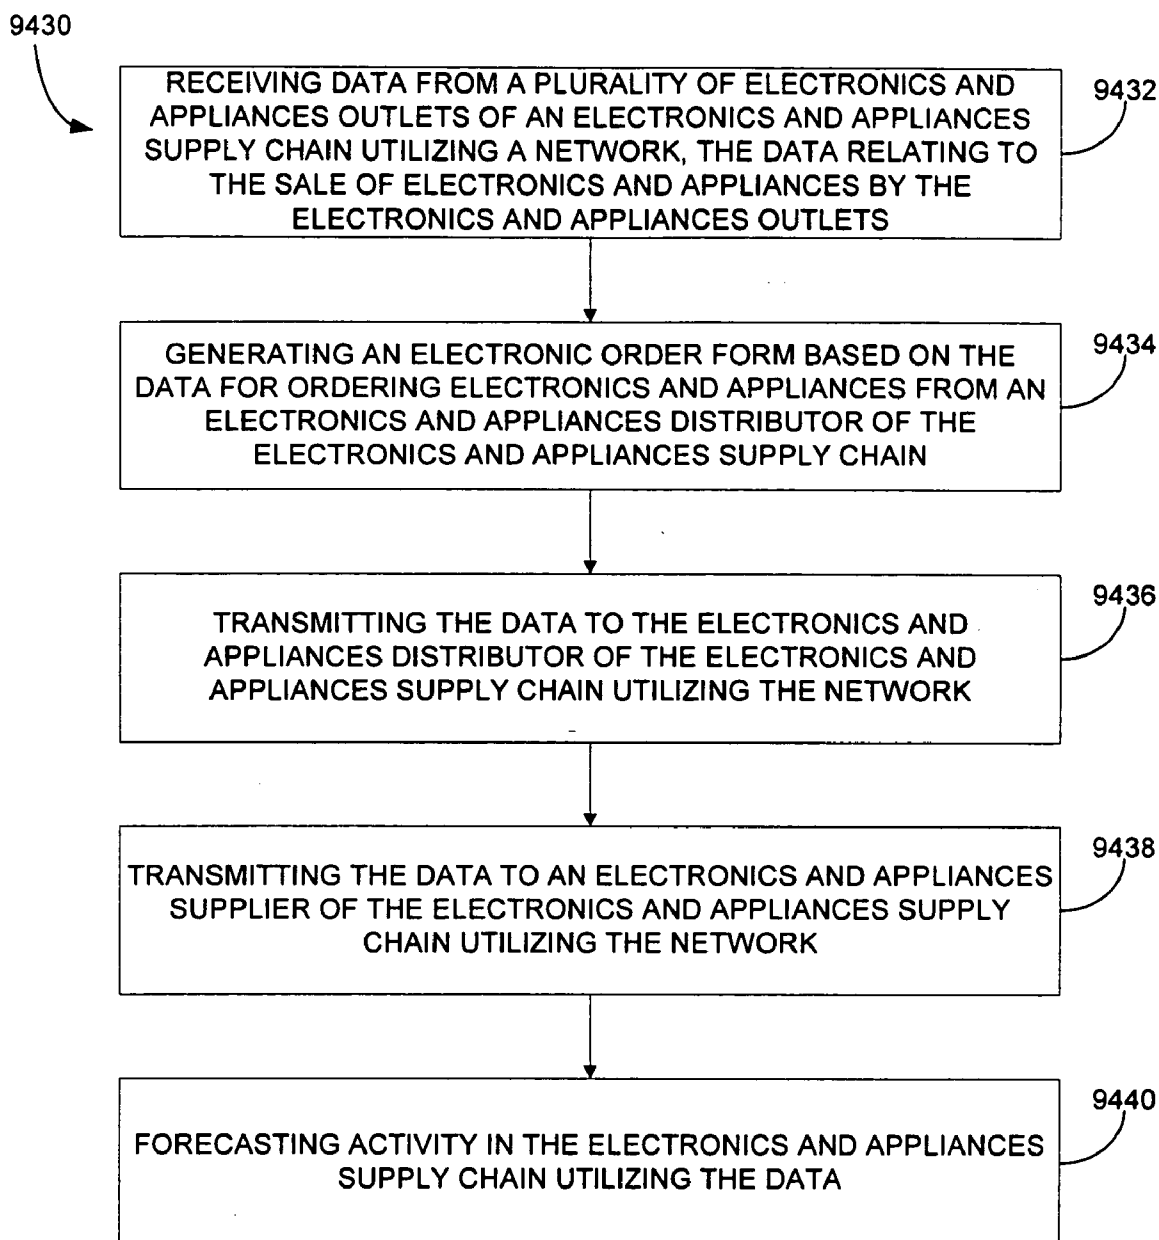 9430
RECEIVING DATA FROM A PLURALITY OF ELECTRONICS AND
APPLIANCES OUTLETS OF AN ELECTRONICS AND APPLIANCES
SUPPLY CHAIN UTILIZING A NETWORK, THE DATA RELATING TO
THE SALE OF ELECTRONICS AND APPLIANCES BY THE
ELECTRONICS AND APPLIANCES OUTLETS
9432
GENERATING AN ELECTRONIC ORDER FORM BASED ON THE
DATA FOR ORDERING ELECTRONICS AND APPLIANCES FROM AN
ELECTRONICS AND APPLIANCES DISTRIBUTOR OF THE
ELECTRONICS AND APPLIANCES SUPPLY CHAIN
9434
TRANSMITTING THE DATA TO THE ELECTRONICS AND
APPLIANCES DISTRIBUTOR OF THE ELECTRONICS AND
APPLIANCES SUPPLY CHAIN UTILIZING THE NETWORK
9436
TRANSMITTING THE DATA TO AN ELECTRONICS AND APPLIANCES
SUPPLIER OF THE ELECTRONICS AND APPLIANCES SUPPLY
CHAIN UTILIZING THE NETWORK
9438
FORECASTING ACTIVITY IN THE ELECTRONICS AND APPLIANCES
SUPPLY CHAIN UTILIZING THE DATA
9440